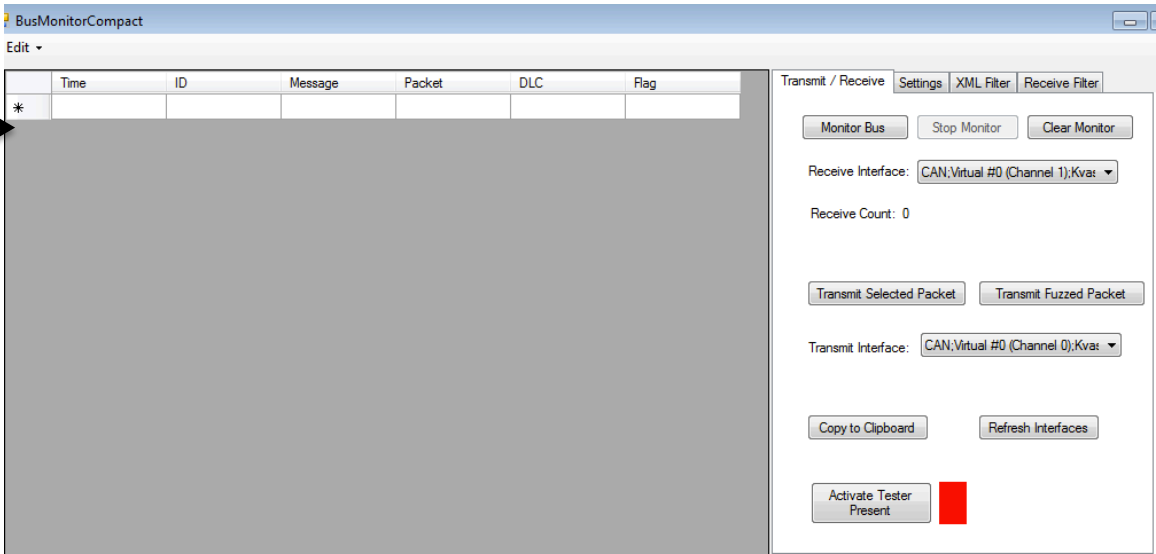 BusMonitorCompact
Edit
Time ID Message Packet DLC Flag
Transmit / Receive Settings XML Filter Receive Filter
*
Monitor Bus Stop Monitor Clear Monitor
Receive Interface: CAN;Virtual #0 (Channel 1);Kvas
Receive Count: 0
Transmit Selected Packet Transmit Fuzzed Packet
Transmit Interface: CAN;Virtual #0 (Channel 0);Kvas
Copy to Clipboard Refresh Interfaces
Activate Tester
Present